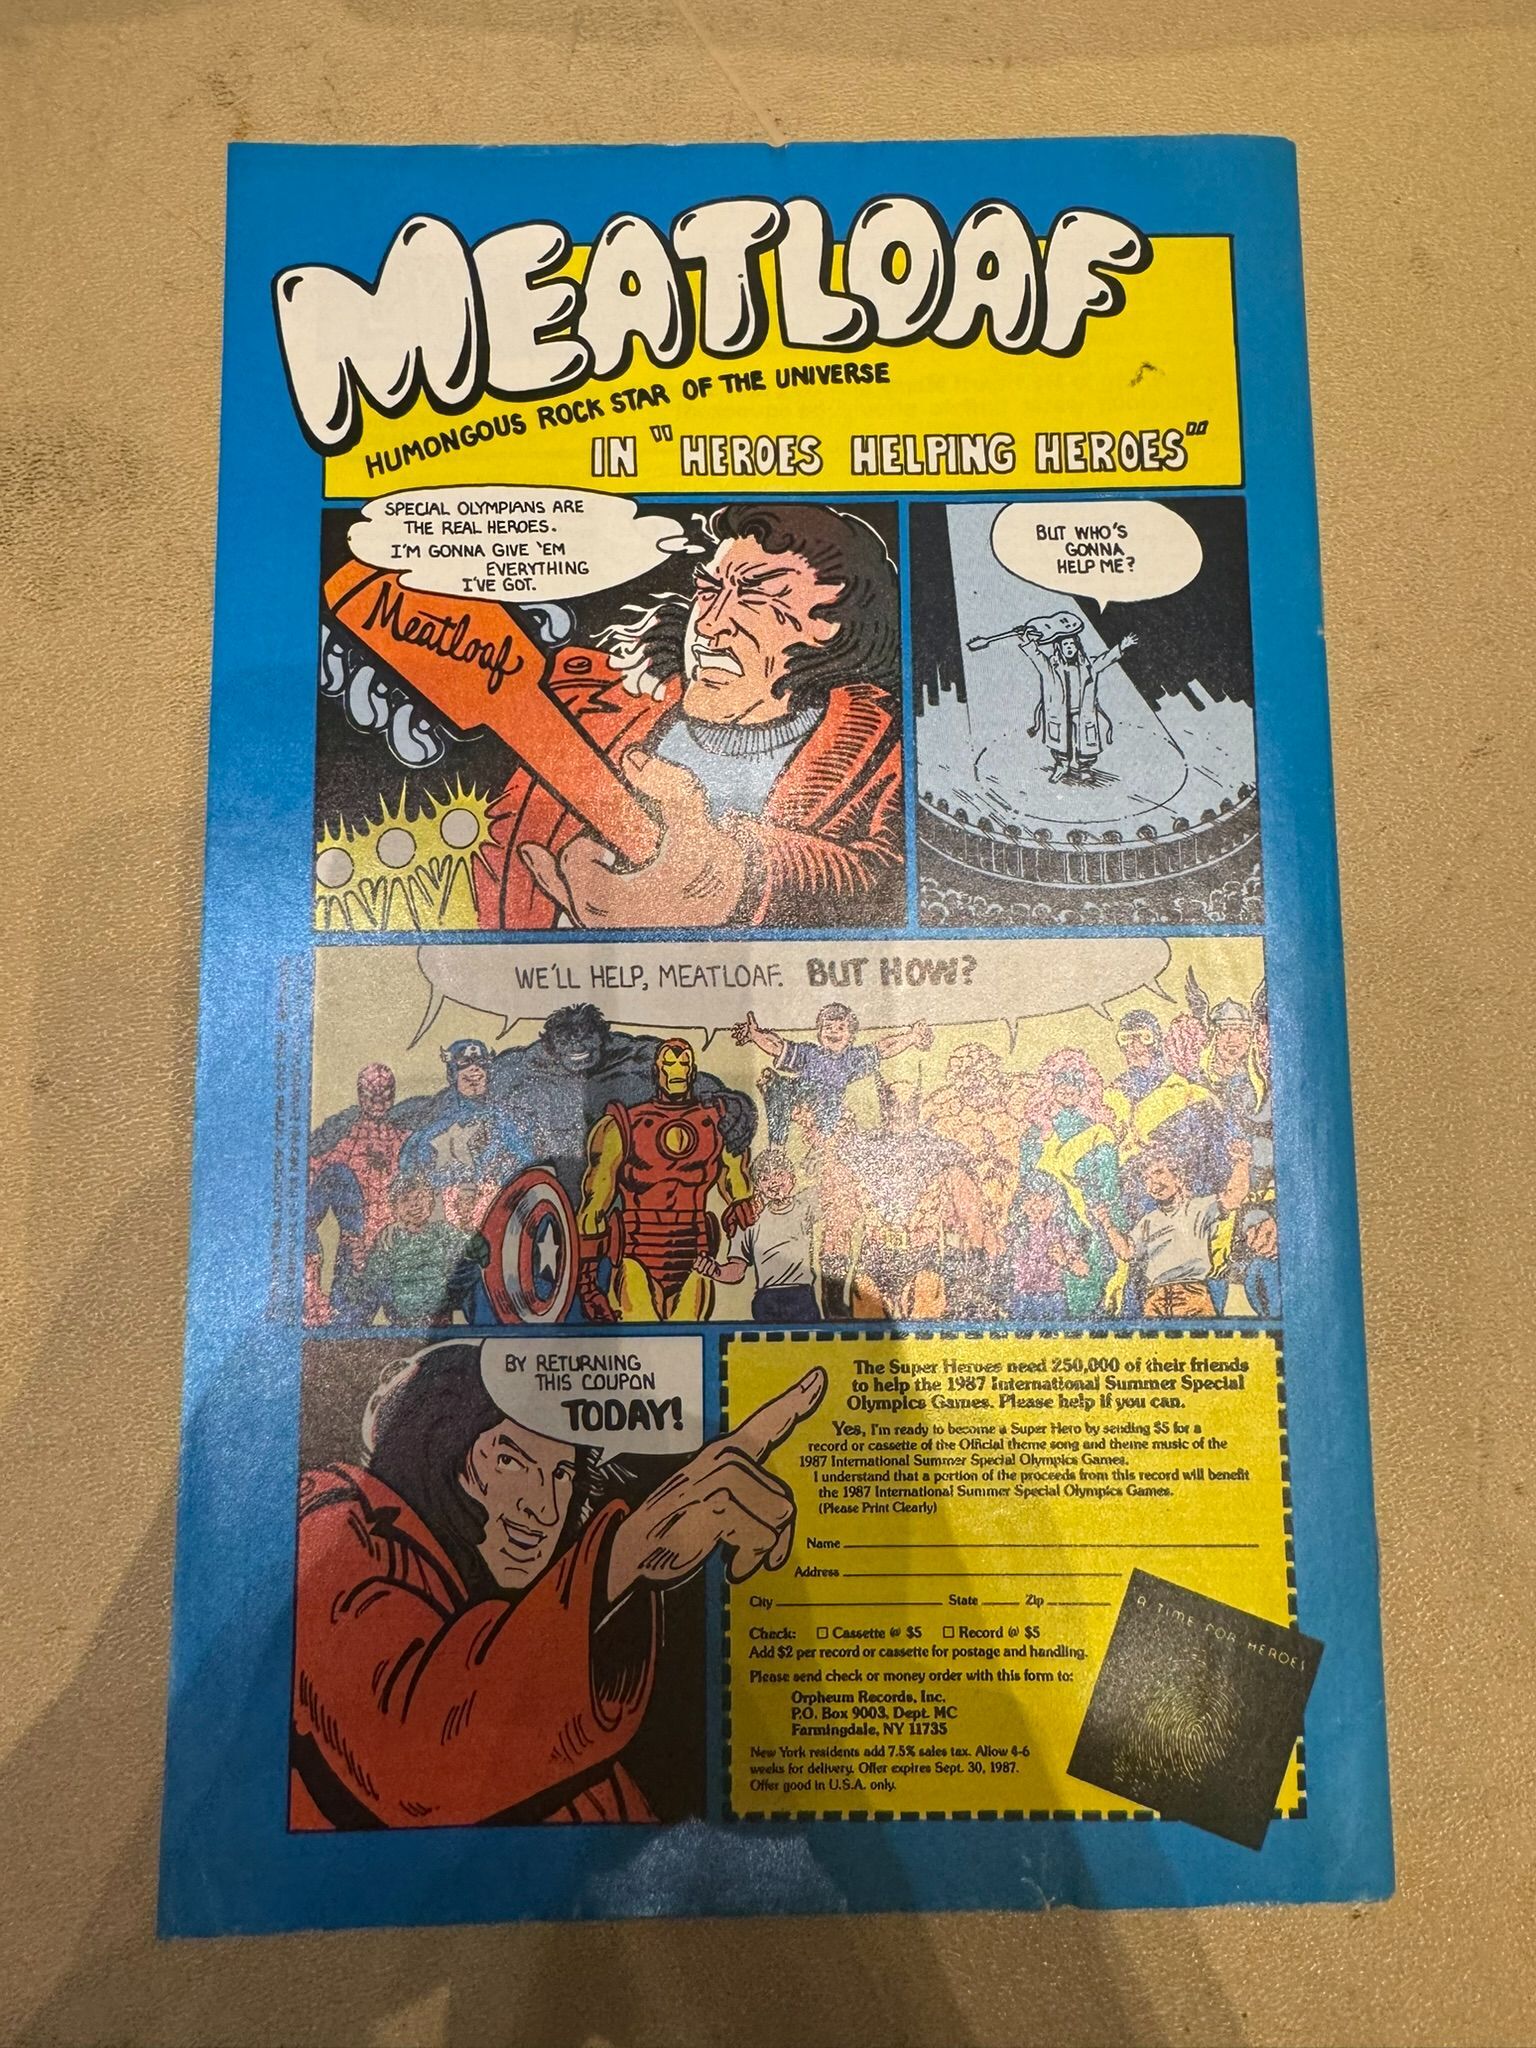 MEATLOAF
HUMONGOUS ROCK STAR OF THE UNIVERSE
IN "HEROES HELPING HEROES"
SPECIAL OLYMPIANS ARE
THE REAL HEROES.
I'M GONNA GIVE 'EM
EVERYTHING
I'VE GOT.
Meatloaf
BUT WHO'S
GONNA
HELP ME?
WE'LL HELP, MEATLOAF. BUT HOW?
BY RETURNING
THIS COUPON
TODAY!
The Super Heroes need 250,000 of their friends
to help the 1987 International Summer Special
Olympics Games. Please help if you can.
Yes, I'm ready to become a Super Hero by sending $5 for a
record or cassette of the Official theme song and theme music of the
1987 International Summer Special Olympics Games.
I understand that a portion of the proceeds from this record will benefit
the 1987 International Summer Special Olympics Games.
(Please Print Clearly)
Name
Address
City State Zip
Check: ☐ Cassette @ $5 ☐ Record @ $5
Add $2 per record or cassette for postage and handling.
Please send check or money order with this form to:
Orpheum Records, Inc.
P.O. Box 9003, Dept. MC
Farmingdale, NY 11735
New York residents add 7.5% sales tax. Allow 4-6
weeks for delivery. Offer expires Sept. 30, 1987.
Offer good in U.S.A. only.
A TIME FOR HEROES